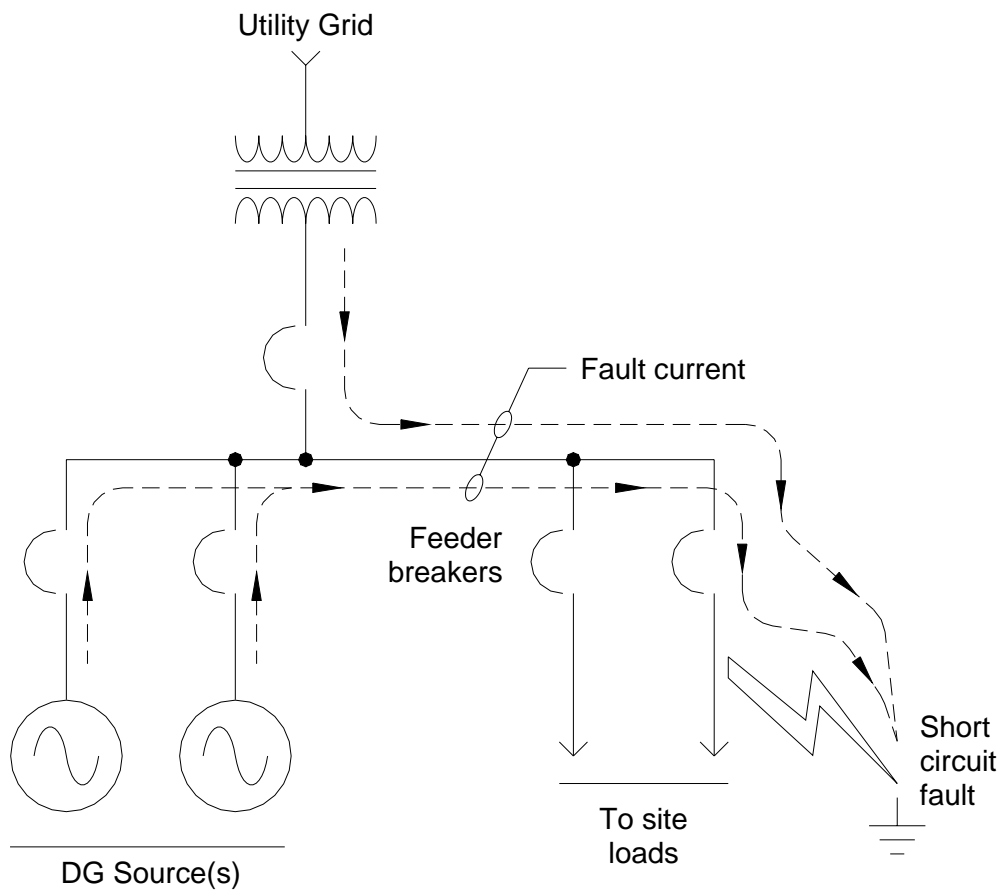 Utility Grid
Fault current
Feeder
breakers
Short
circuit
fault
To site
loads
DG Source(s)